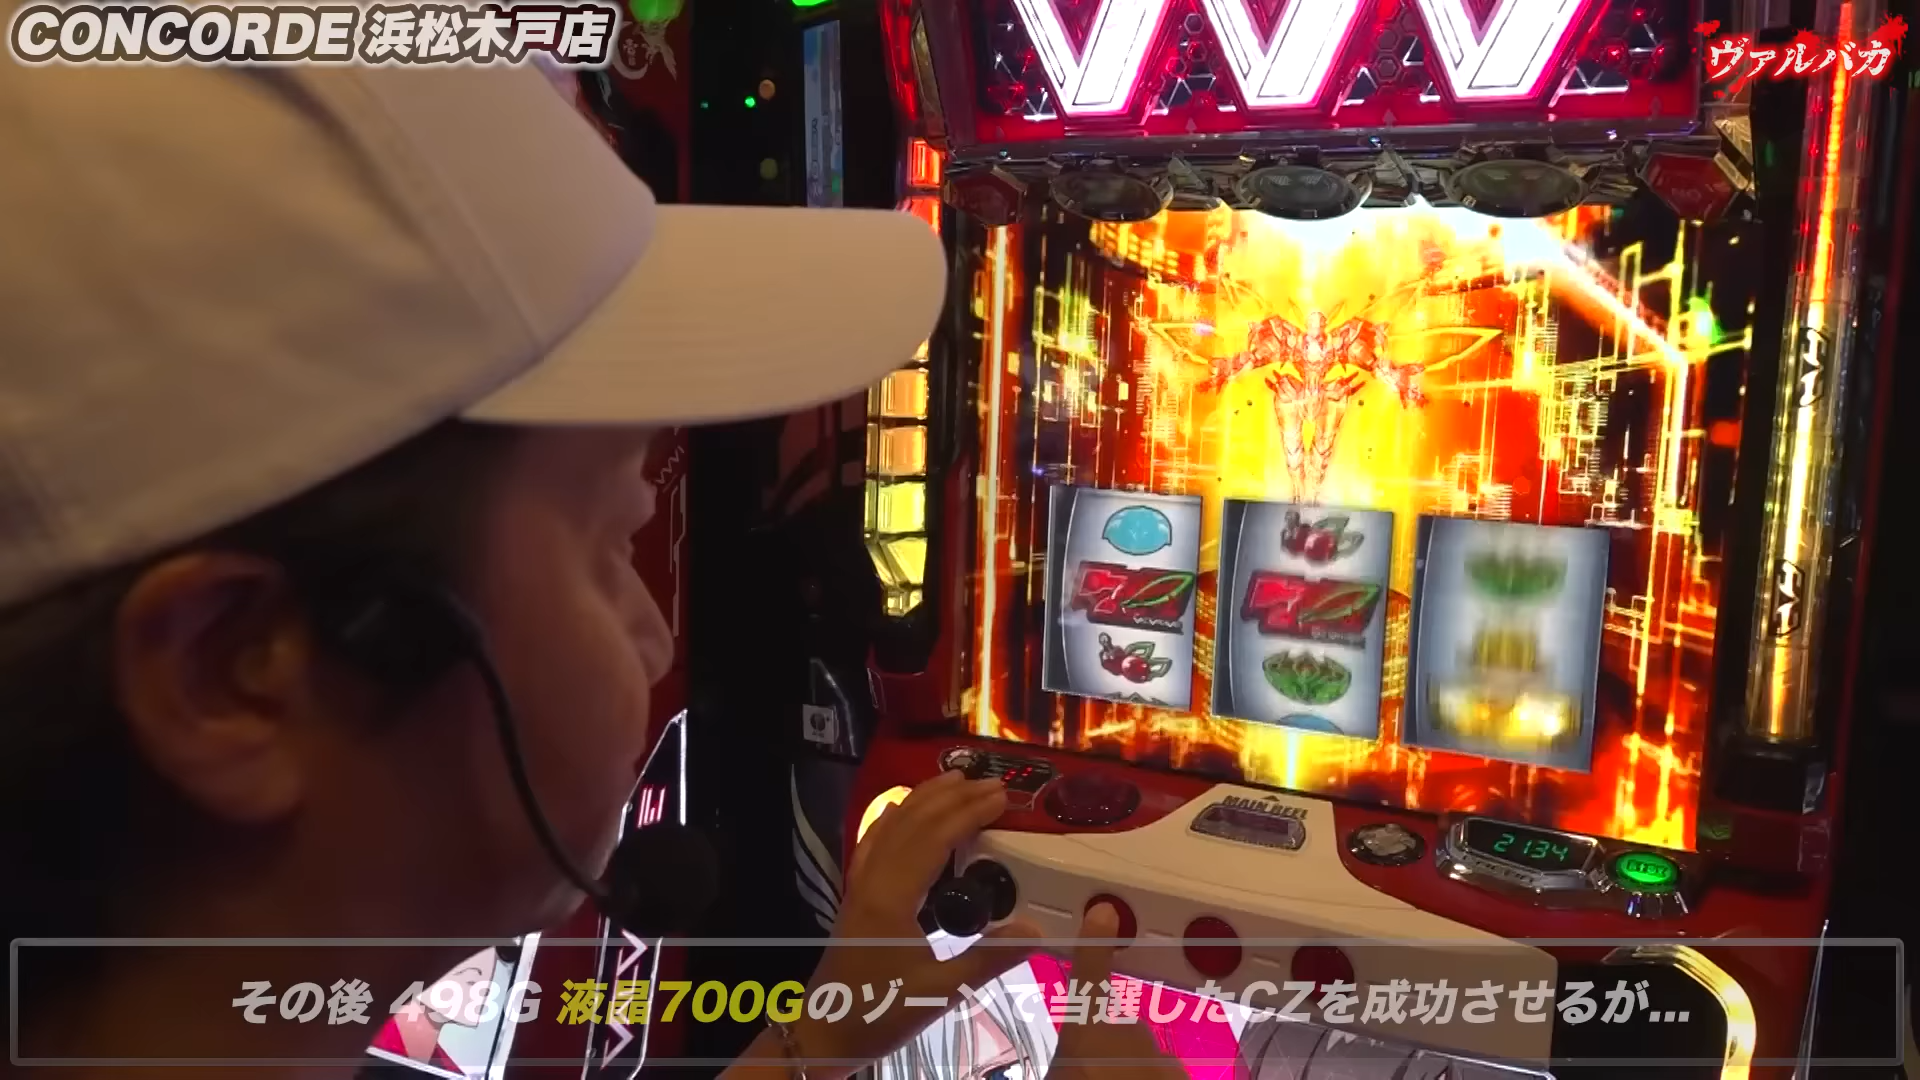 CONCORDE 浜松木戸店
ヴァルバカ
VVV
MAIN REEL
2134
その後 498G 液晶700Gのゾーンで当選したCZを成功させるが...